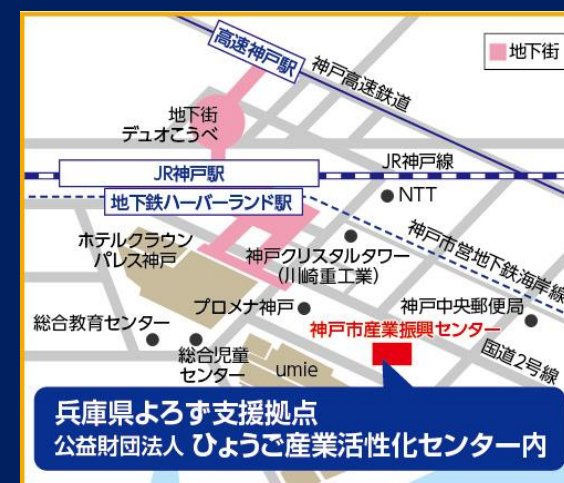 高速神戸駅
神戸高速鉄道
地下街
地下街
デュオこうべ
JR神戸駅
JR神戸線
地下鉄ハーバーランド駅
NTT
ホテルクラウン
パレス神戸
神戸クリスタルタワー
(川崎重工業)
神戸市営地下鉄海岸線
プロメナ神戸
神戸中央郵便局
総合教育センター
神戸市産業振興センター
総合児童
センター
umie
国道2号線
兵庫県よろず支援拠点
公益財団法人 ひょうご産業活性化センター内